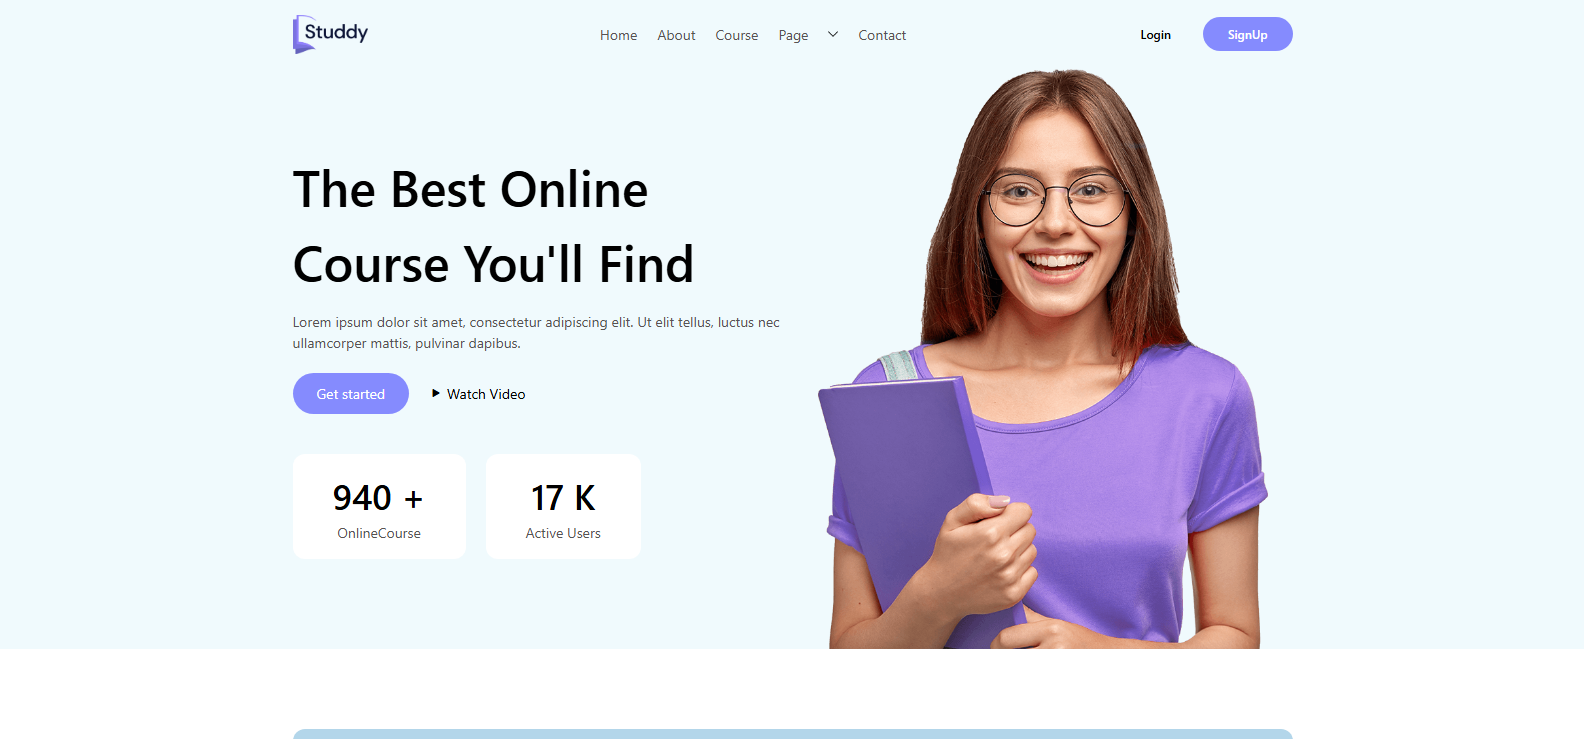 Studdy
Home About Course Page Contact
Login
SignUp
The Best Online
Course You'll Find
Lorem ipsum dolor sit amet, consectetur adipiscing elit. Ut elit tellus, luctus nec
ullamcorper mattis, pulvinar dapibus.
Get started
Watch Video
940 +
OnlineCourse
17 K
Active Users